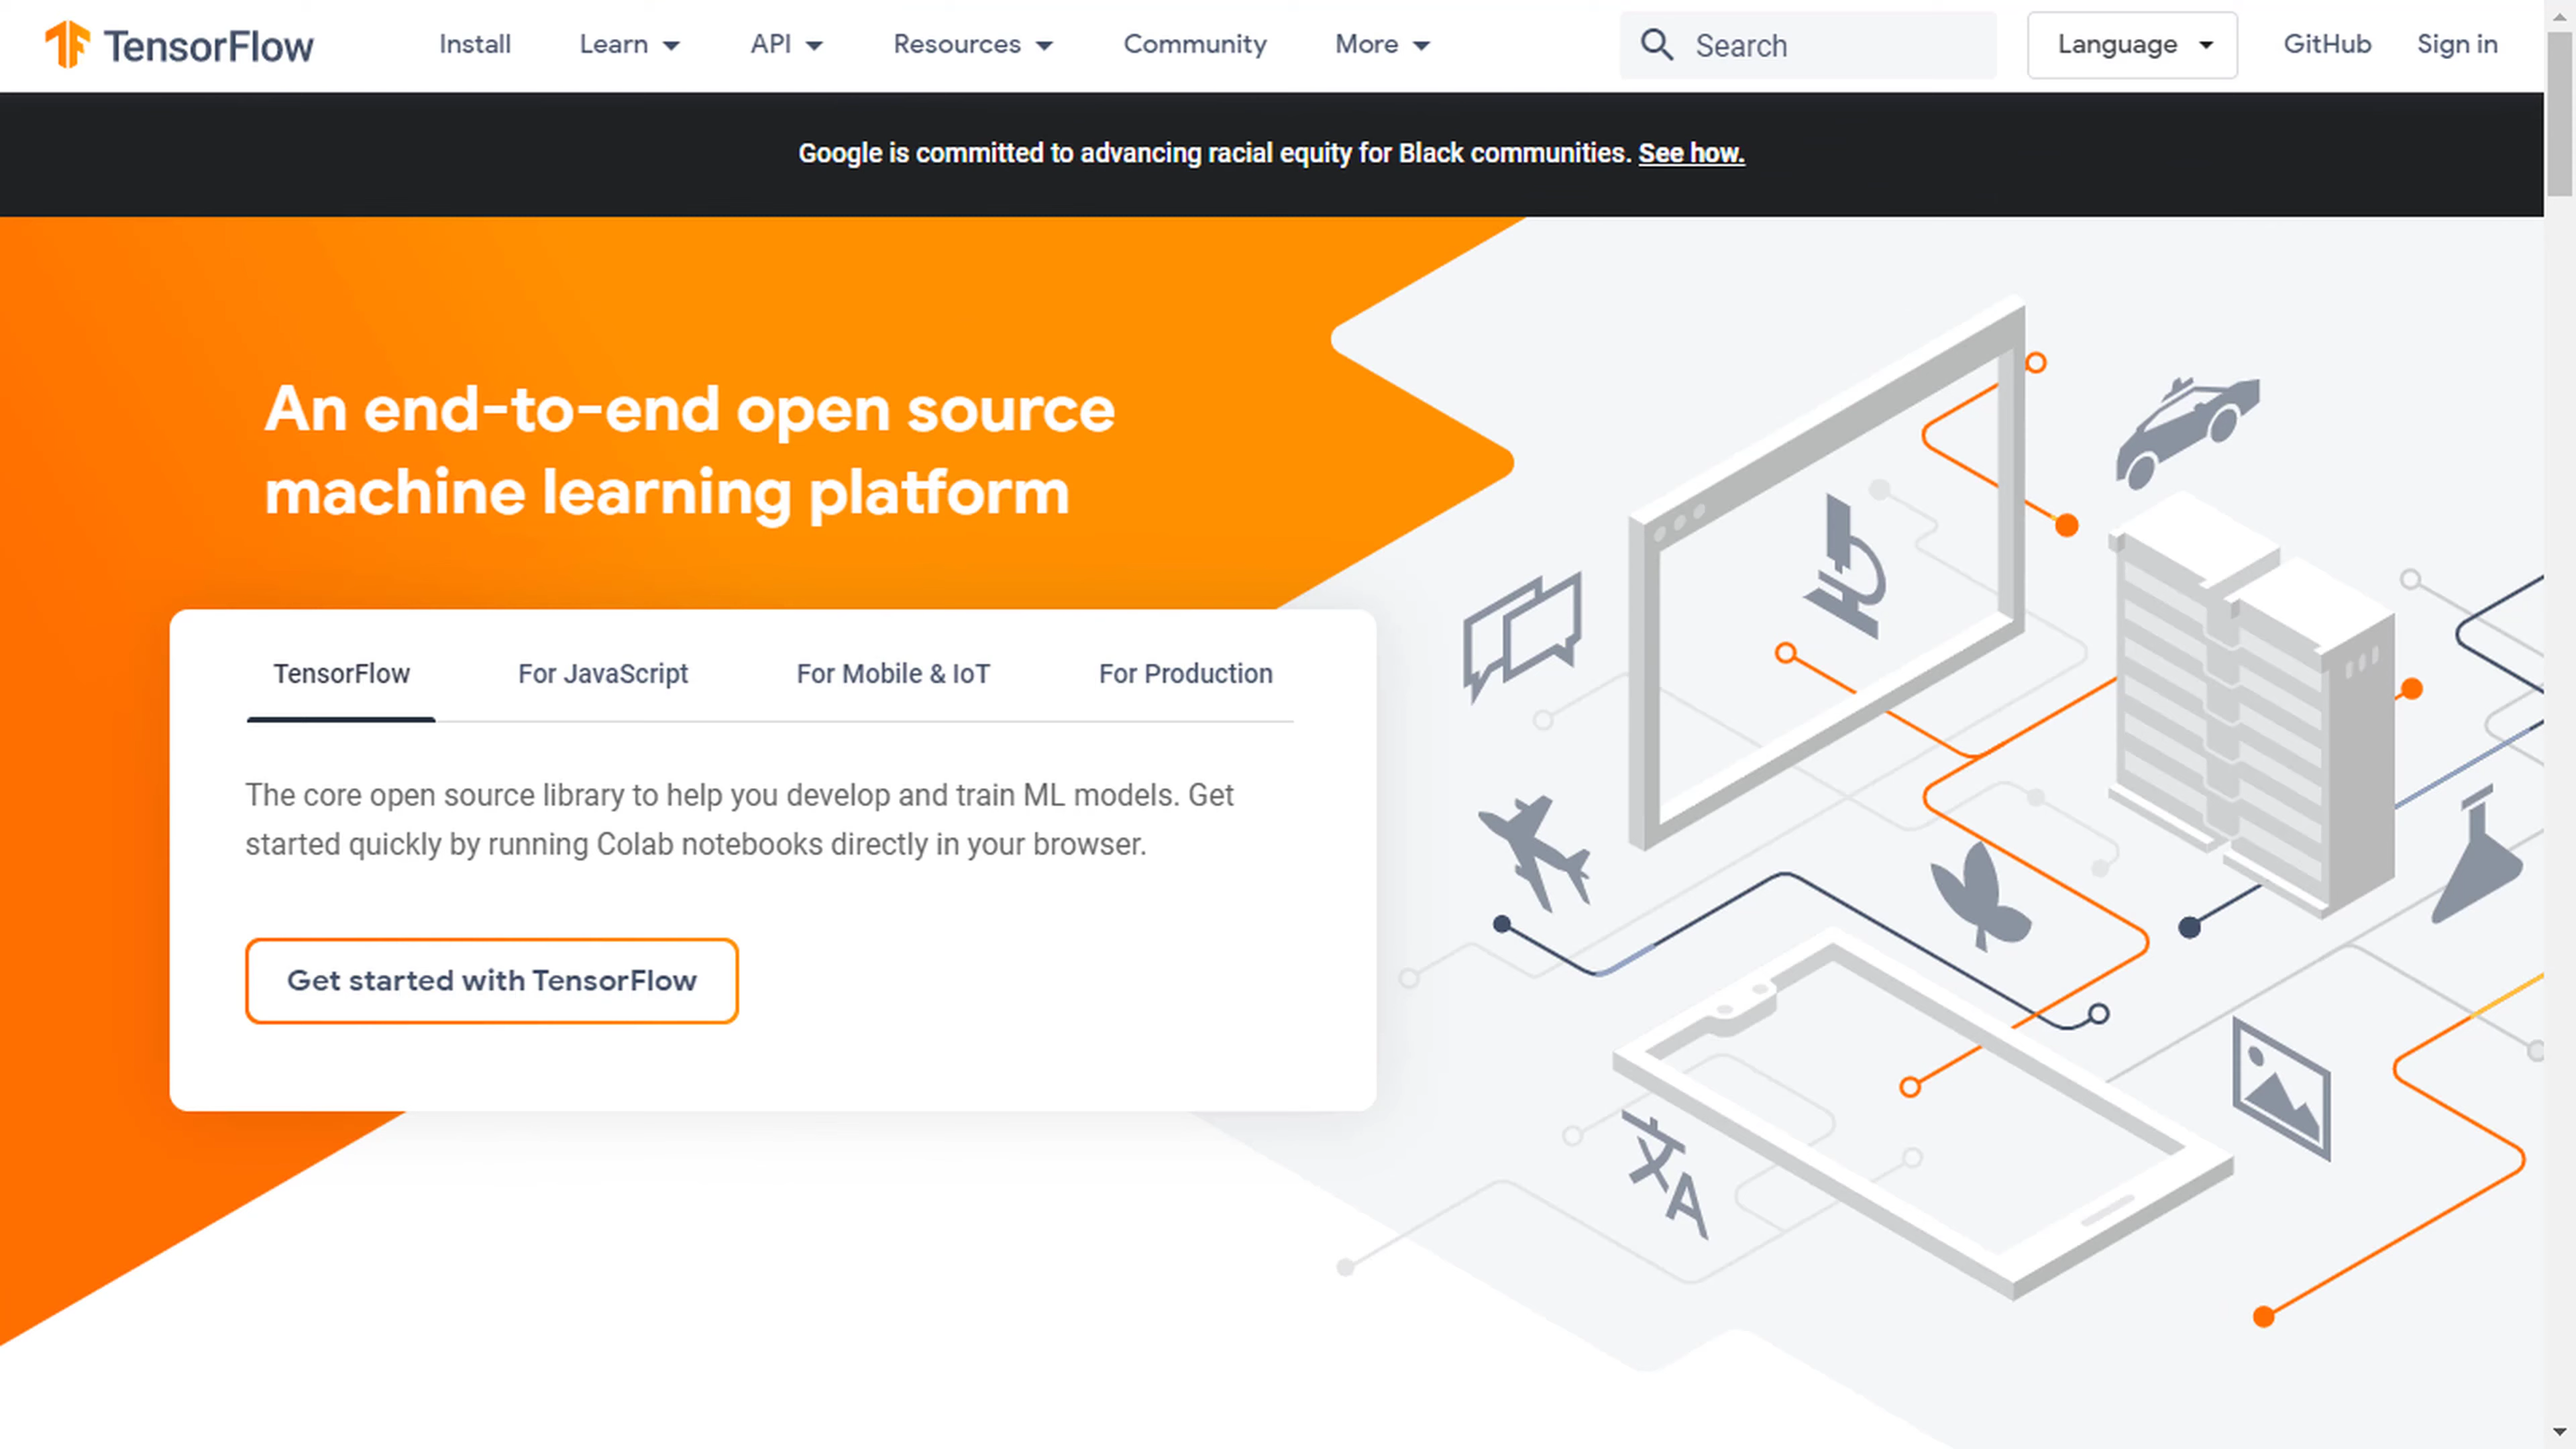 TensorFlow
Install
Learn
API
Resources
Community
More
Search
Language
GitHub
Sign in
Google is committed to advancing racial equity for Black communities. See how.
An end-to-end open source
machine learning platform
TensorFlow
For JavaScript
For Mobile & IoT
For Production
The core open source library to help you develop and train ML models. Get
started quickly by running Colab notebooks directly in your browser.
Get started with TensorFlow
文A